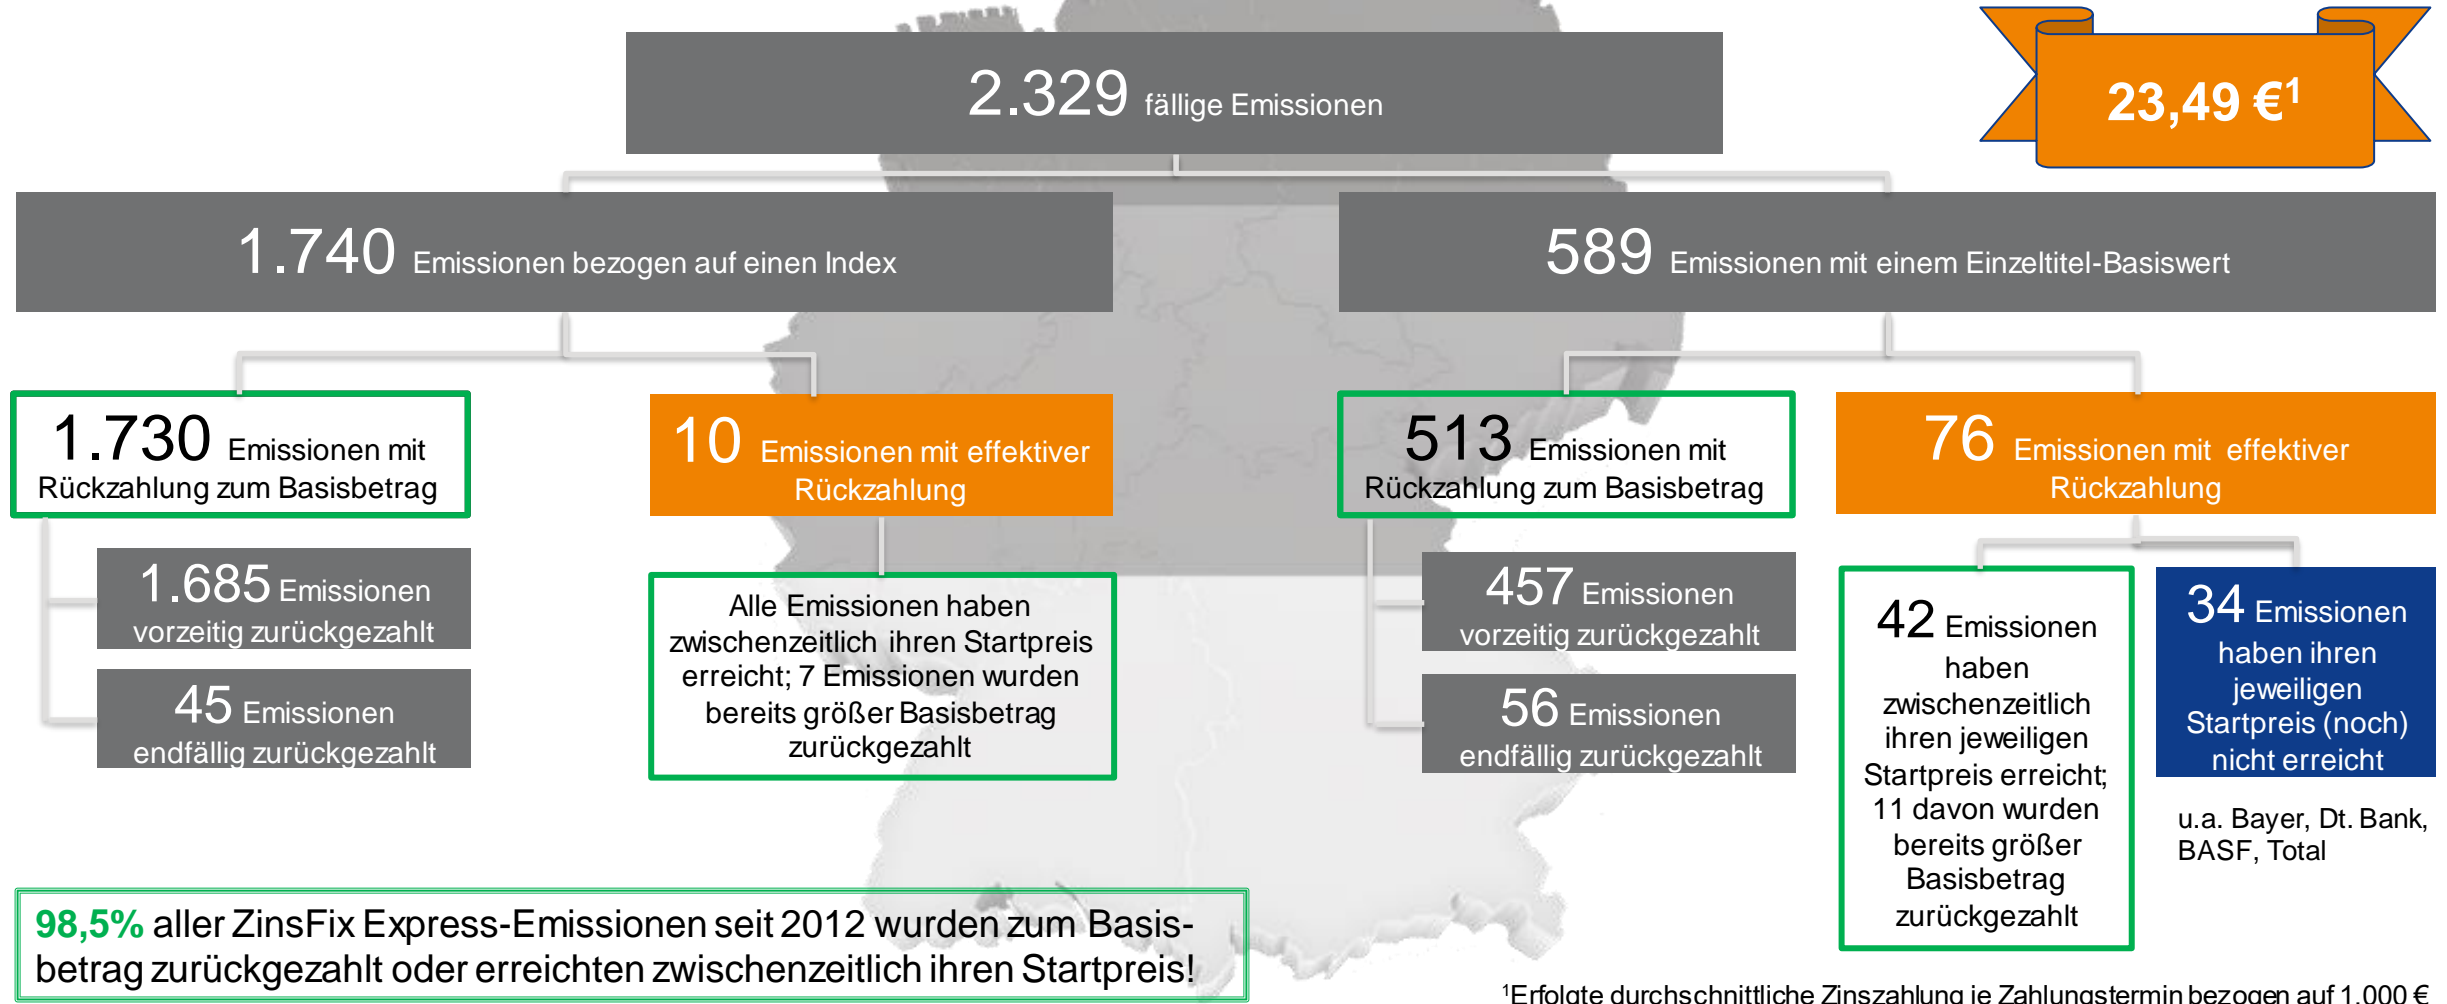 2.329 fällige Emissionen
23,49 €¹
1.740 Emissionen bezogen auf einen Index
589 Emissionen mit einem Einzeltitel-Basiswert
1.730 Emissionen mit
Rückzahlung zum Basisbetrag
10 Emissionen mit effektiver
Rückzahlung
513 Emissionen mit
Rückzahlung zum Basisbetrag
76 Emissionen mit effektiver
Rückzahlung
1.685 Emissionen
vorzeitig zurückgezahlt
45 Emissionen
endfällig zurückgezahlt
Alle Emissionen haben
zwischenzeitlich ihren Startpreis
erreicht; 7 Emissionen wurden
bereits größer Basisbetrag
zurückgezahlt
457 Emissionen
vorzeitig zurückgezahlt
56 Emissionen
endfällig zurückgezahlt
42 Emissionen
haben
zwischenzeitlich
ihren jeweiligen
Startpreis erreicht;
11 davon wurden
bereits größer
Basisbetrag
zurückgezahlt
34 Emissionen
haben ihren
jeweiligen
Startpreis (noch)
nicht erreicht
u.a. Bayer, Dt. Bank,
BASF, Total
98,5% aller ZinsFix Express-Emissionen seit 2012 wurden zum Basis-
betrag zurückgezahlt oder erreichten zwischenzeitlich ihren Startpreis!
¹Erfolgte durchschnittliche Zinszahlung je Zahlungstermin bezogen auf 1.000 €